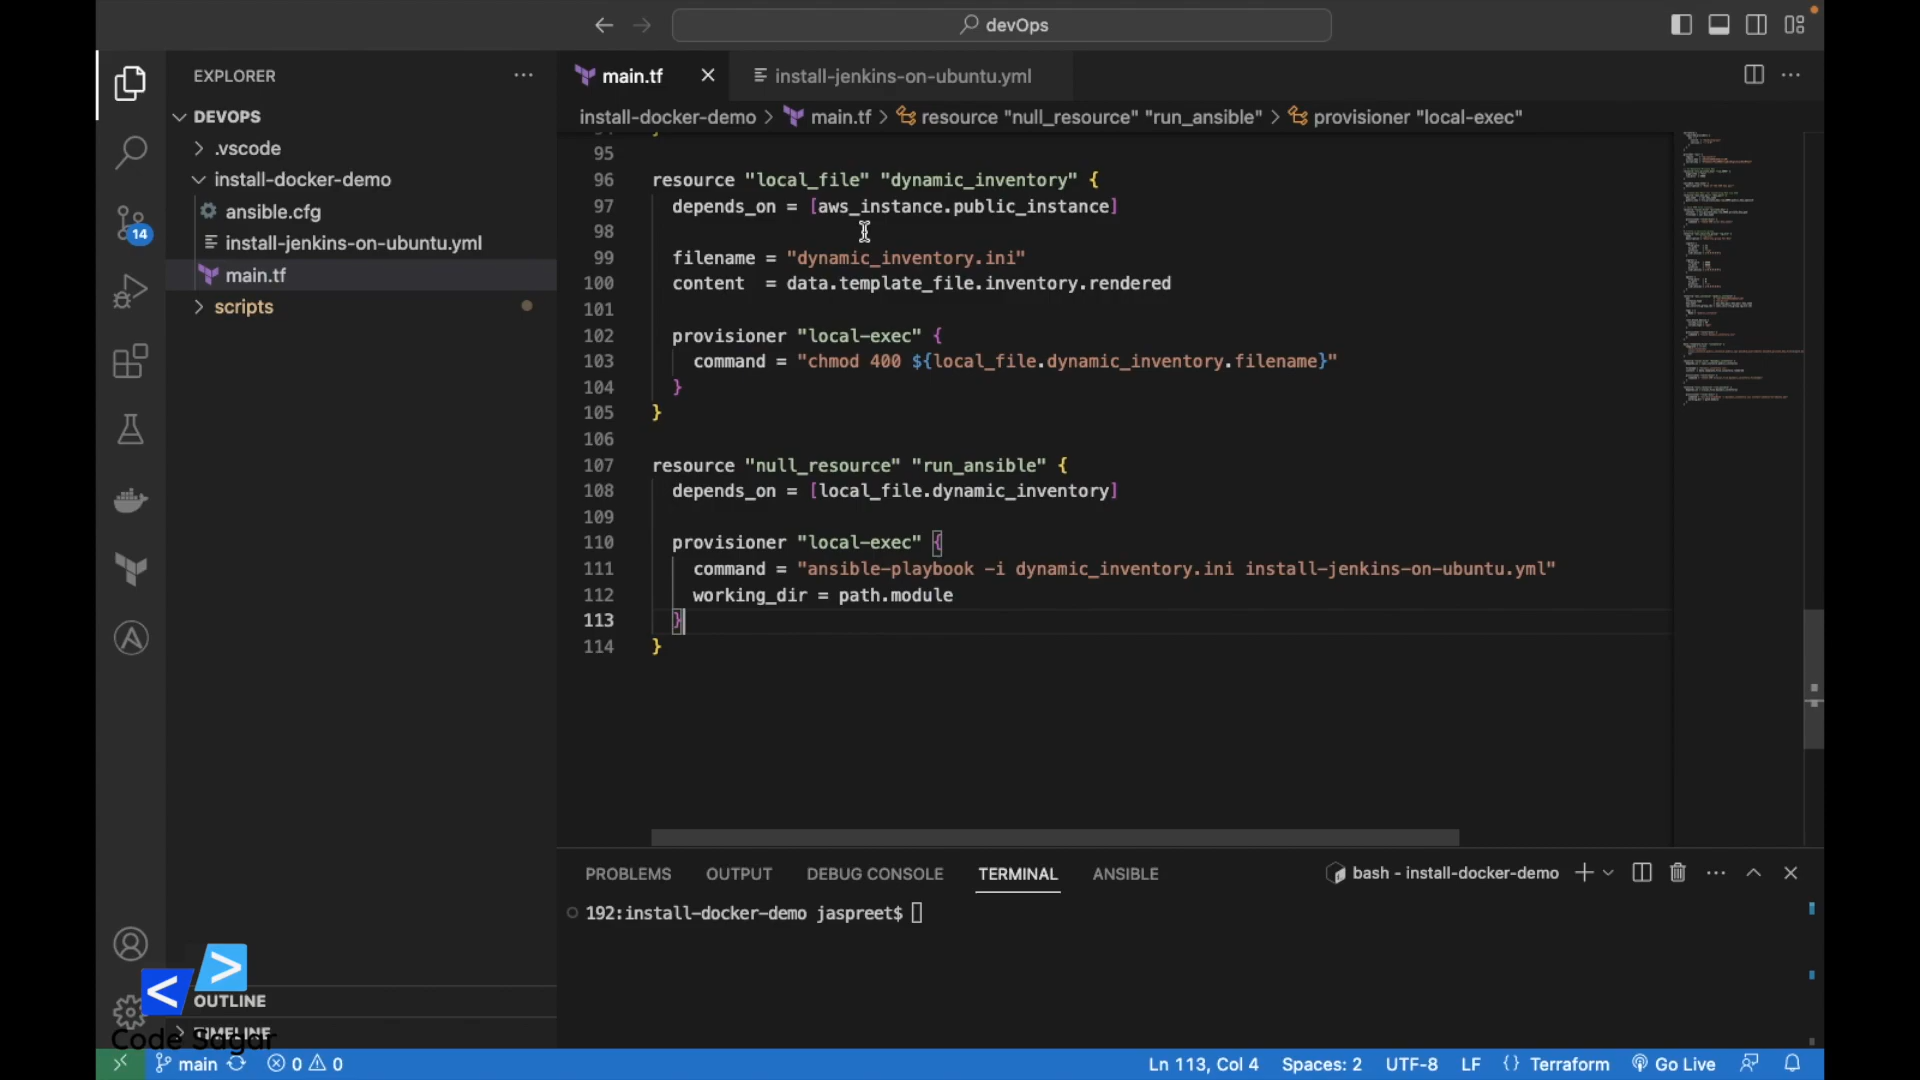 devOps
EXPLORER
DEVOPS
.vscode
install-docker-demo
ansible.cfg
install-jenkins-on-ubuntu.yml
main.tf
scripts
14
OUTLINE
TIMELINE
main.tf
install-jenkins-on-ubuntu.yml
install-docker-demo > main.tf > resource "null_resource" "run_ansible" > provisioner "local-exec"
95
96 resource "local_file" "dynamic_inventory" {
97 depends_on = [aws_instance.public_instance]
98
99 filename = "dynamic_inventory.ini"
100 content = data.template_file.inventory.rendered
101
102 provisioner "local-exec" {
103 command = "chmod 400 ${local_file.dynamic_inventory.filename}"
104 }
105 }
106
107 resource "null_resource" "run_ansible" {
108 depends_on = [local_file.dynamic_inventory]
109
110 provisioner "local-exec" {
111 command = "ansible-playbook -i dynamic_inventory.ini install-jenkins-on-ubuntu.yml"
112 working_dir = path.module
113 }
114 }
PROBLEMS OUTPUT DEBUG CONSOLE TERMINAL ANSIBLE
bash - install-docker-demo
192:install-docker-demo jaspreet$
Code Sagar
main 0 0 Ln 113, Col 4 Spaces: 2 UTF-8 LF {} Terraform Go Live